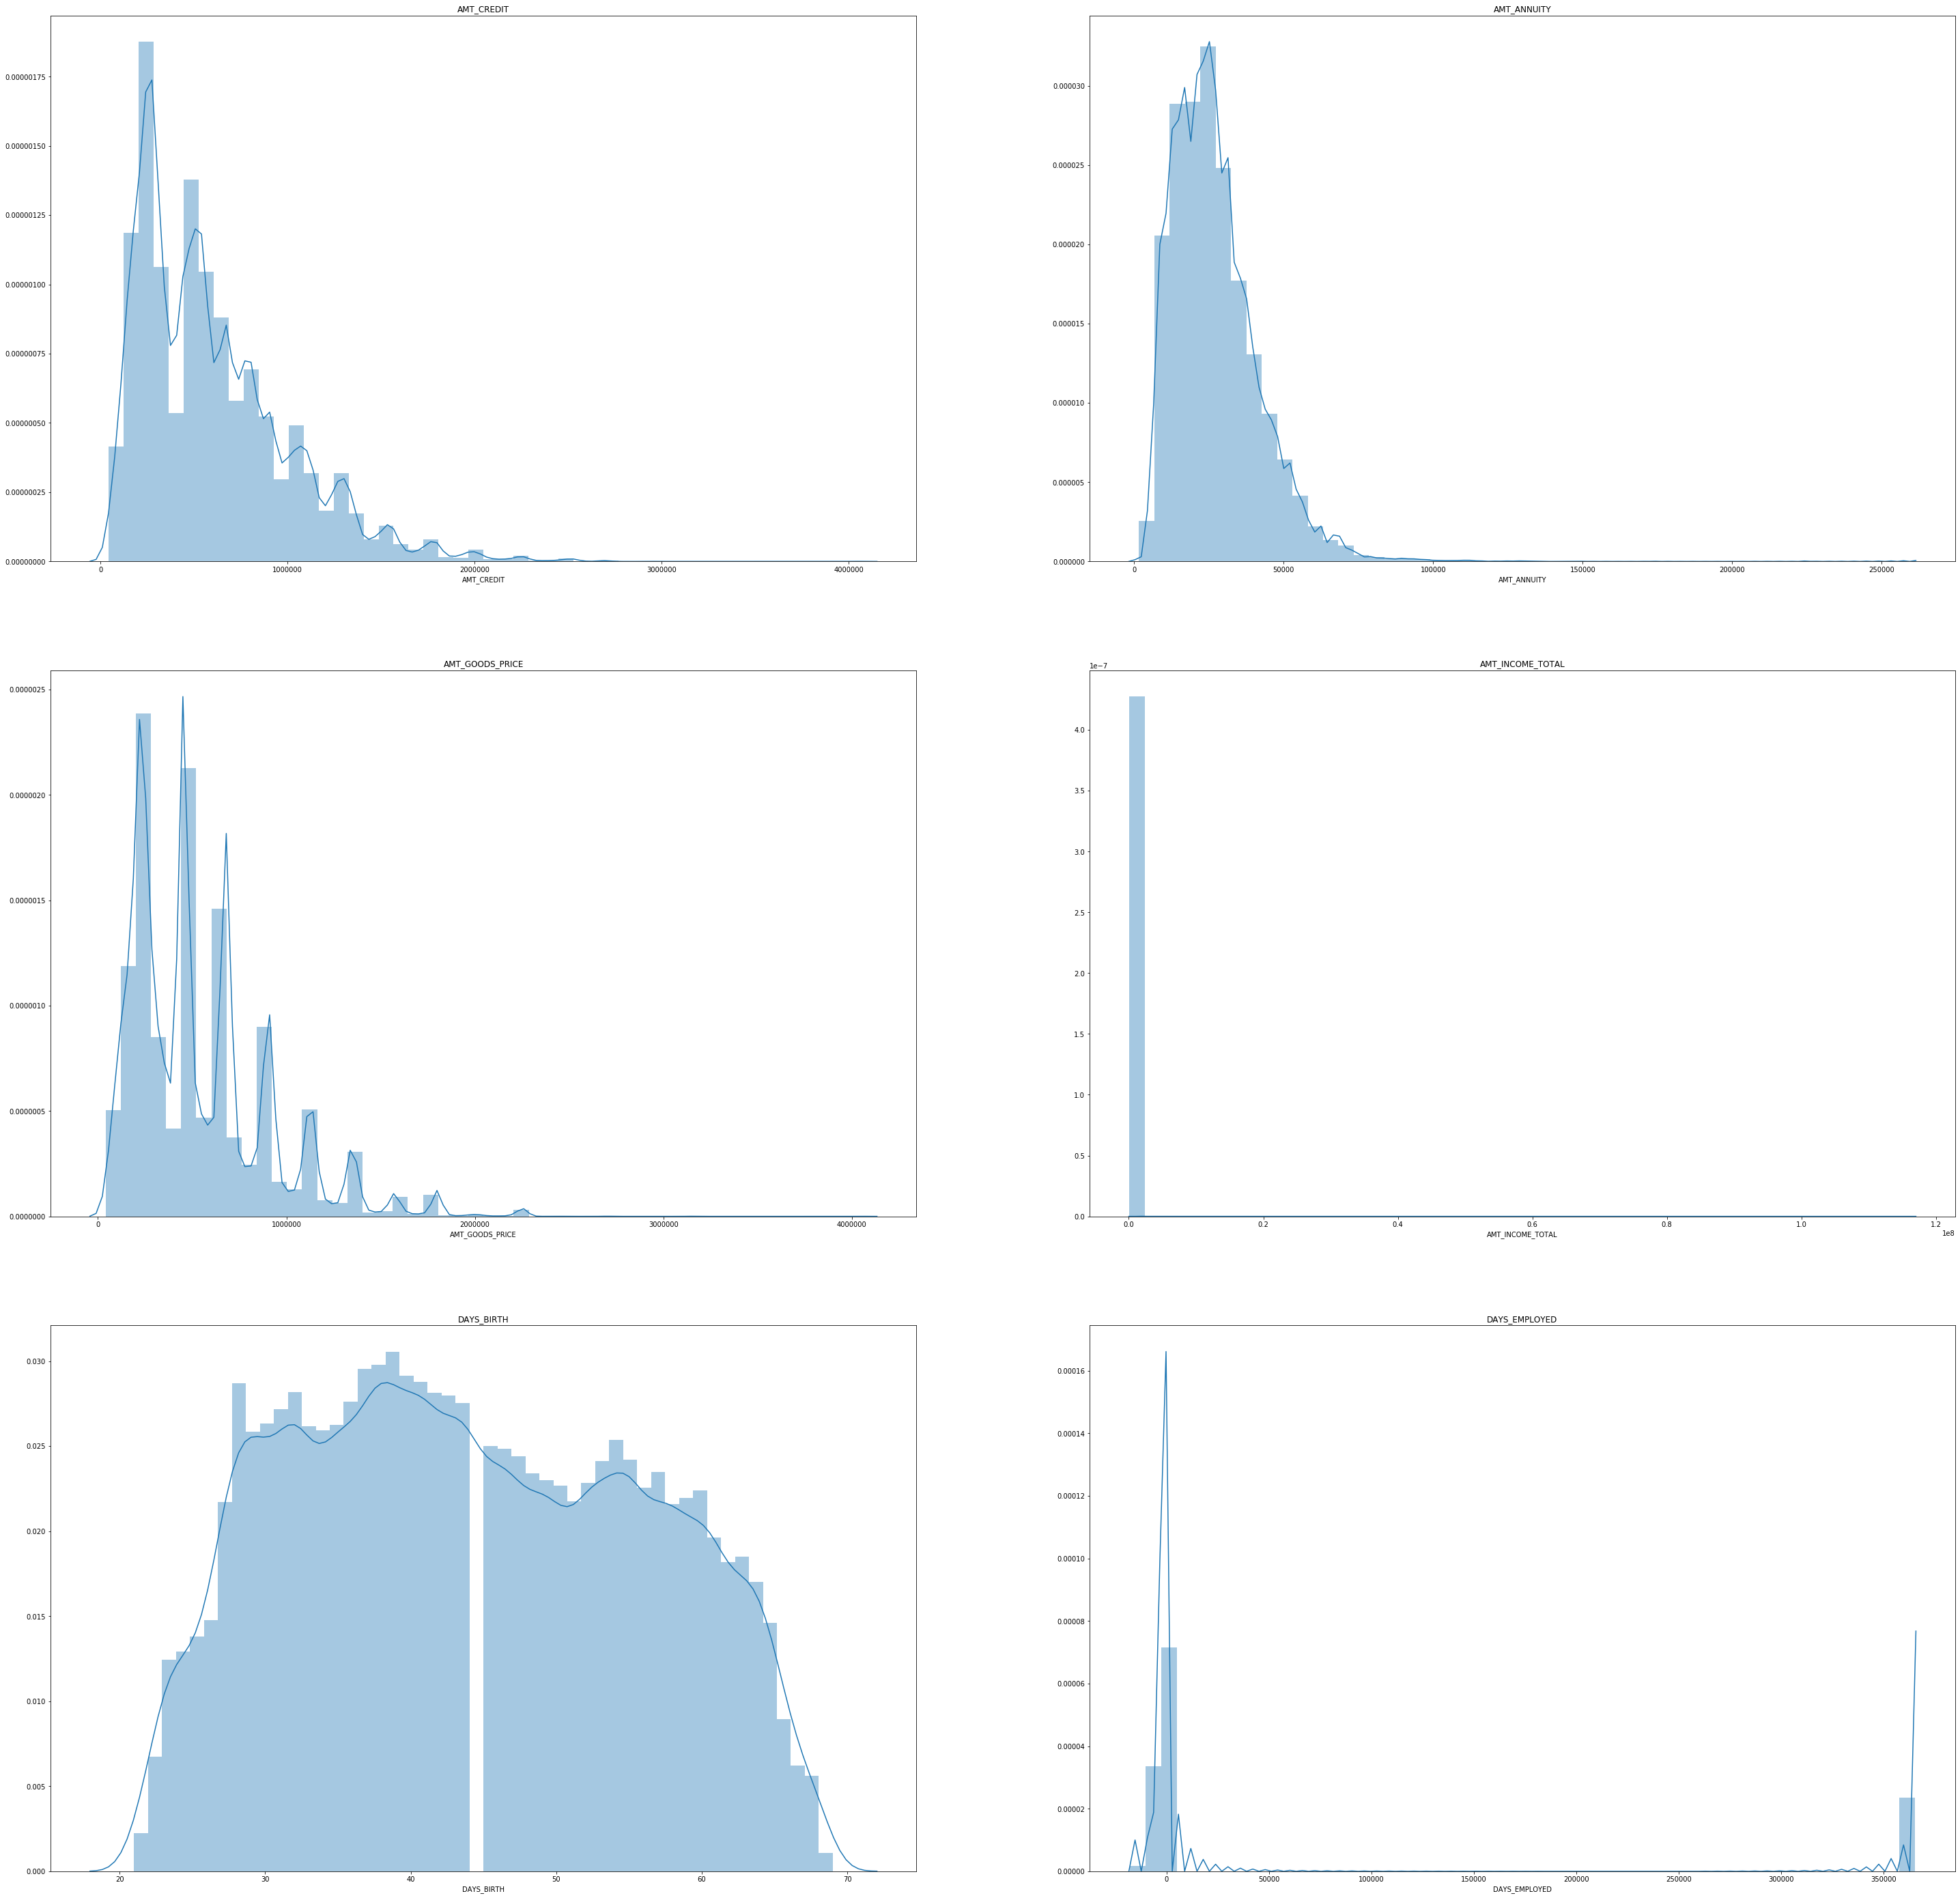 AMT_CREDIT
0.00000175
0.00000150
0.00000125
0.00000100
0.00000075
0.00000050
0.00000025
0.00000000
0 1000000 2000000 3000000 4000000
AMT_CREDIT
AMT_ANNUITY
0.000030
0.000025
0.000020
0.000015
0.000010
0.000005
0.000000
0 50000 100000 150000 200000 250000
AMT_ANNUITY
AMT_GOODS_PRICE
0.0000025
0.0000020
0.0000015
0.0000010
0.0000005
0.0000000
0 1000000 2000000 3000000 4000000
AMT_GOODS_PRICE
AMT_INCOME_TOTAL
1e−7
4.0
3.5
3.0
2.5
2.0
1.5
1.0
0.5
0.0
0.0 0.2 0.4 0.6 0.8 1.0 1.2
1e8
AMT_INCOME_TOTAL
DAYS_BIRTH
0.030
0.025
0.020
0.015
0.010
0.005
0.000
20 30 40 50 60 70
DAYS_BIRTH
DAYS_EMPLOYED
0.00016
0.00014
0.00012
0.00010
0.00008
0.00006
0.00004
0.00002
0.00000
0 50000 100000 150000 200000 250000 300000 350000
DAYS_EMPLOYED